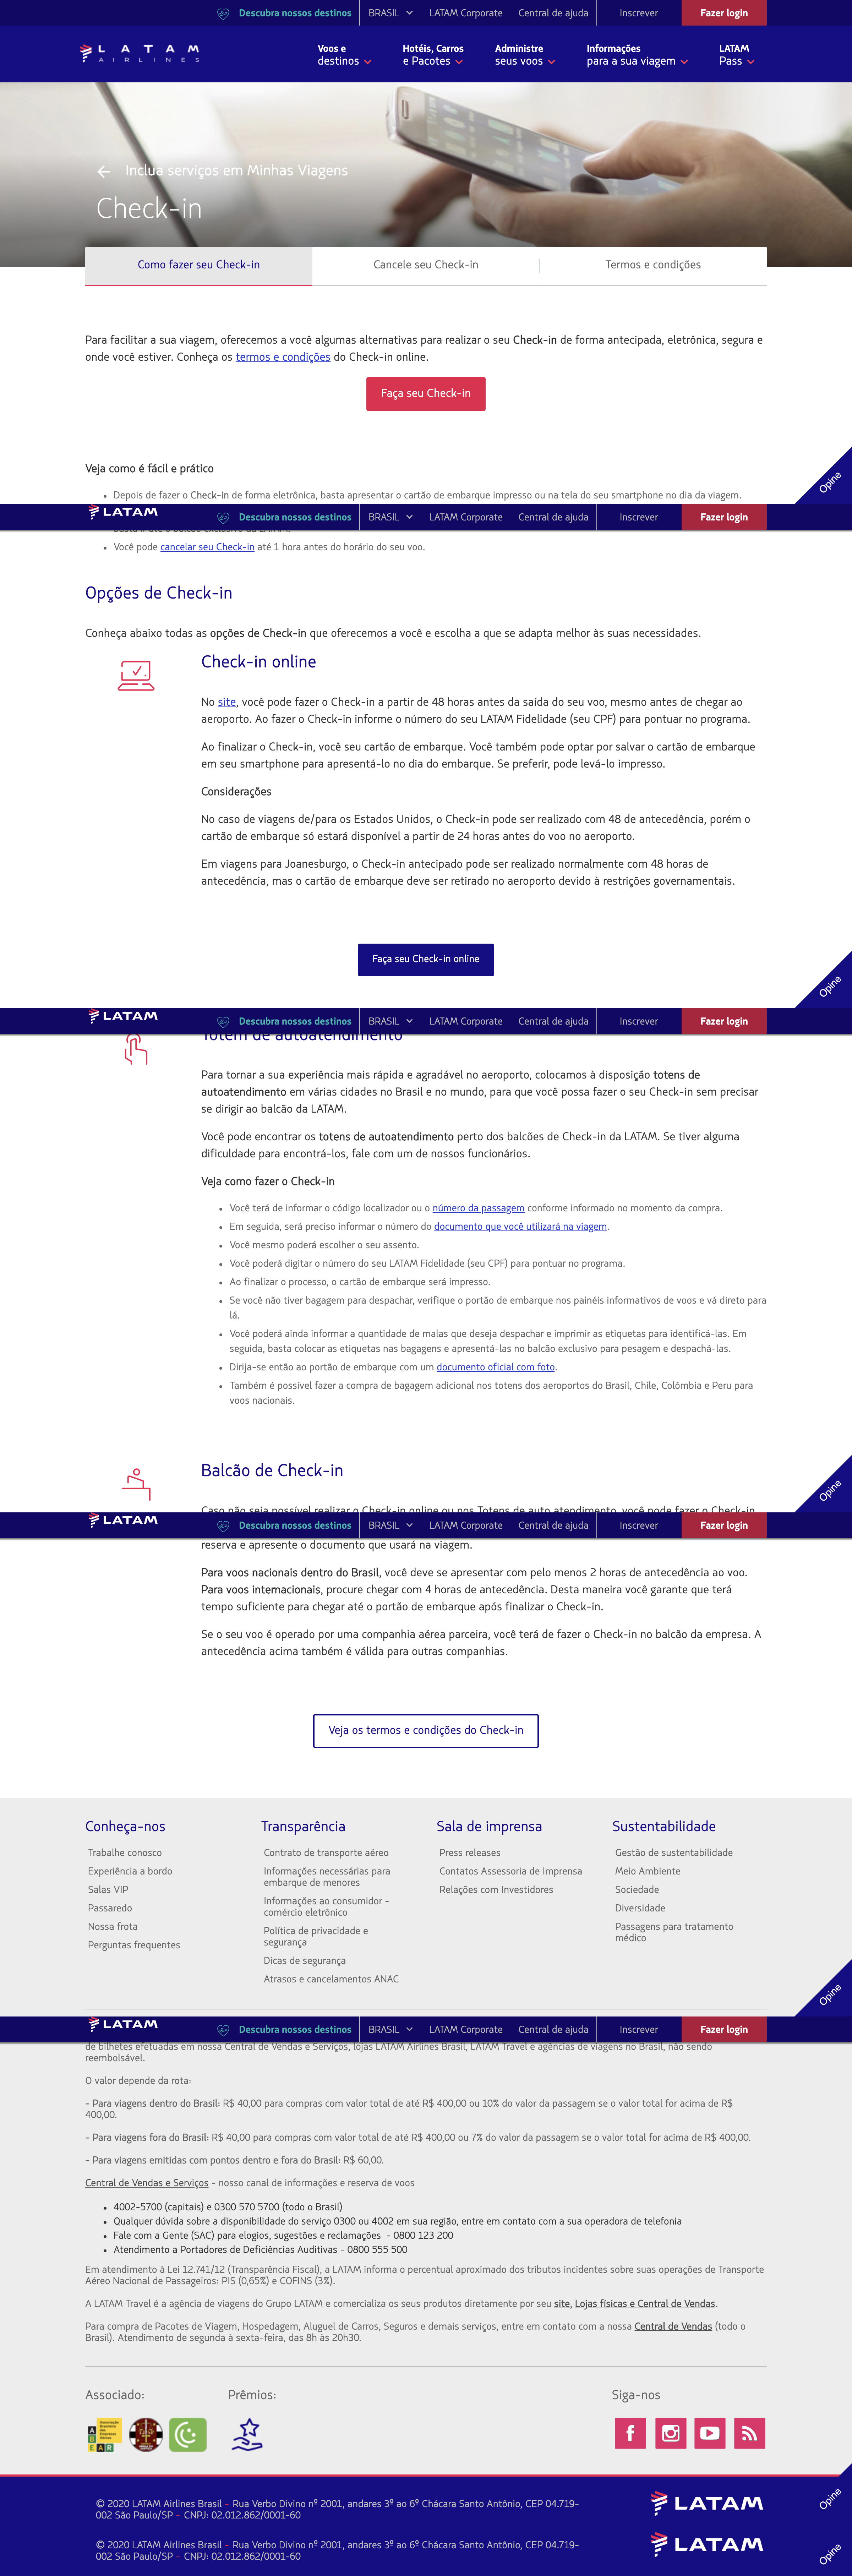 Descubra nossos destinos BRASIL LATAM Corporate Central de ajuda Inscrever Fazer login
LATAM
AIRLINES
Voos e
destinos
Hotéis, Carros
e Pacotes
Administre
seus voos
Informações
para a sua viagem
LATAM
Pass
Inclua serviços em Minhas Viagens
Check-in
Como fazer seu Check-in Cancele seu Check-in Termos e condições
Para facilitar a sua viagem, oferecemos a você algumas alternativas para realizar o seu Check-in de forma antecipada, eletrônica, segura e
onde você estiver. Conheça os termos e condições do Check-in online.
Faça seu Check-in
Veja como é fácil e prático
Opine
• Depois de fazer o Check-in de forma eletrônica, basta apresentar o cartão de embarque impresso ou na tela do seu smartphone no dia da viagem.
LATAM Descubra nossos destinos BRASIL LATAM Corporate Central de ajuda Inscrever Fazer login
• Você pode cancelar seu Check-in até 1 hora antes do horário do seu voo.
Opções de Check-in
Conheça abaixo todas as opções de Check-in que oferecemos a você e escolha a que se adapta melhor às suas necessidades.
Check-in online
No site, você pode fazer o Check-in a partir de 48 horas antes da saída do seu voo, mesmo antes de chegar ao
aeroporto. Ao fazer o Check-in informe o número do seu LATAM Fidelidade (seu CPF) para pontuar no programa.
Ao finalizar o Check-in, você seu cartão de embarque. Você também pode optar por salvar o cartão de embarque
em seu smartphone para apresentá-lo no dia do embarque. Se preferir, pode levá-lo impresso.
Considerações
No caso de viagens de/para os Estados Unidos, o Check-in pode ser realizado com 48 de antecedência, porém o
cartão de embarque só estará disponível a partir de 24 horas antes do voo no aeroporto.
Em viagens para Joanesburgo, o Check-in antecipado pode ser realizado normalmente com 48 horas de
antecedência, mas o cartão de embarque deve ser retirado no aeroporto devido à restrições governamentais.
Faça seu Check-in online
Opine
LATAM Descubra nossos destinos BRASIL LATAM Corporate Central de ajuda Inscrever Fazer login
Totem de autoatendimento
Para tornar a sua experiência mais rápida e agradável no aeroporto, colocamos à disposição totens de
autoatendimento em várias cidades no Brasil e no mundo, para que você possa fazer o seu Check-in sem precisar
se dirigir ao balcão da LATAM.
Você pode encontrar os totens de autoatendimento perto dos balcões de Check-in da LATAM. Se tiver alguma
dificuldade para encontrá-los, fale com um de nossos funcionários.
Veja como fazer o Check-in
• Você terá de informar o código localizador ou o número da passagem conforme informado no momento da compra.
• Em seguida, será preciso informar o número do documento que você utilizará na viagem.
• Você mesmo poderá escolher o seu assento.
• Você poderá digitar o número do seu LATAM Fidelidade (seu CPF) para pontuar no programa.
• Ao finalizar o processo, o cartão de embarque será impresso.
• Se você não tiver bagagem para despachar, verifique o portão de embarque nos painéis informativos de voos e vá direto para
lá.
• Você poderá ainda informar a quantidade de malas que deseja despachar e imprimir as etiquetas para identificá-las. Em
seguida, basta colocar as etiquetas nas bagagens e apresentá-las no balcão exclusivo para pesagem e despachá-las.
• Dirija-se então ao portão de embarque com um documento oficial com foto.
• Também é possível fazer a compra de bagagem adicional nos totens dos aeroportos do Brasil, Chile, Colômbia e Peru para
voos nacionais.
Balcão de Check-in
Opine
Caso não seja possível realizar o Check-in online ou nos Totens de auto atendimento, você pode fazer o Check-in
LATAM Descubra nossos destinos BRASIL LATAM Corporate Central de ajuda Inscrever Fazer login
reserva e apresente o documento que usará na viagem.
Para voos nacionais dentro do Brasil, você deve se apresentar com pelo menos 2 horas de antecedência ao voo.
Para voos internacionais, procure chegar com 4 horas de antecedência. Desta maneira você garante que terá
tempo suficiente para chegar até o portão de embarque após finalizar o Check-in.
Se o seu voo é operado por uma companhia aérea parceira, você terá de fazer o Check-in no balcão da empresa. A
antecedência acima também é válida para outras companhias.
Veja os termos e condições do Check-in
Conheça-nos
Trabalhe conosco
Experiência a bordo
Salas VIP
Passaredo
Nossa frota
Perguntas frequentes
Transparência
Contrato de transporte aéreo
Informações necessárias para
embarque de menores
Informações ao consumidor -
comércio eletrônico
Política de privacidade e
segurança
Dicas de segurança
Atrasos e cancelamentos ANAC
Sala de imprensa
Press releases
Contatos Assessoria de Imprensa
Relações com Investidores
Sustentabilidade
Gestão de sustentabilidade
Meio Ambiente
Sociedade
Diversidade
Passagens para tratamento
médico
Opine
LATAM Descubra nossos destinos BRASIL LATAM Corporate Central de ajuda Inscrever Fazer login
de bilhetes efetuadas em nossa Central de Vendas e Serviços, lojas LATAM Airlines Brasil, LATAM Travel e agências de viagens no Brasil, não sendo
reembolsável.
O valor depende da rota:
- Para viagens dentro do Brasil: R$ 40,00 para compras com valor total de até R$ 400,00 ou 10% do valor da passagem se o valor total for acima de R$
400,00.
- Para viagens fora do Brasil: R$ 40,00 para compras com valor total de até R$ 400,00 ou 7% do valor da passagem se o valor total for acima de R$ 400,00.
- Para viagens emitidas com pontos dentro e fora do Brasil: R$ 60,00.
Central de Vendas e Serviços - nosso canal de informações e reserva de voos
• 4002-5700 (capitais) e 0300 570 5700 (todo o Brasil)
• Qualquer dúvida sobre a disponibilidade do serviço 0300 ou 4002 em sua região, entre em contato com a sua operadora de telefonia
• Fale com a Gente (SAC) para elogios, sugestões e reclamações - 0800 123 200
• Atendimento a Portadores de Deficiências Auditivas - 0800 555 500
Em atendimento à Lei 12.741/12 (Transparência Fiscal), a LATAM informa o percentual aproximado dos tributos incidentes sobre suas operações de Transporte
Aéreo Nacional de Passageiros: PIS (0,65%) e COFINS (3%).
A LATAM Travel é a agência de viagens do Grupo LATAM e comercializa os seus produtos diretamente por seu site, Lojas físicas e Central de Vendas.
Para compra de Pacotes de Viagem, Hospedagem, Aluguel de Carros, Seguros e demais serviços, entre em contato com a nossa Central de Vendas (todo o
Brasil). Atendimento de segunda à sexta-feira, das 8h às 20h30.
Associado: Prêmios: Siga-nos
ABEAR
© 2020 LATAM Airlines Brasil - Rua Verbo Divino nº 2001, andares 3º ao 6º Chácara Santo Antônio, CEP 04.719-
002 São Paulo/SP - CNPJ: 02.012.862/0001-60
LATAM
Opine
© 2020 LATAM Airlines Brasil - Rua Verbo Divino nº 2001, andares 3º ao 6º Chácara Santo Antônio, CEP 04.719-
002 São Paulo/SP - CNPJ: 02.012.862/0001-60
LATAM
Opine